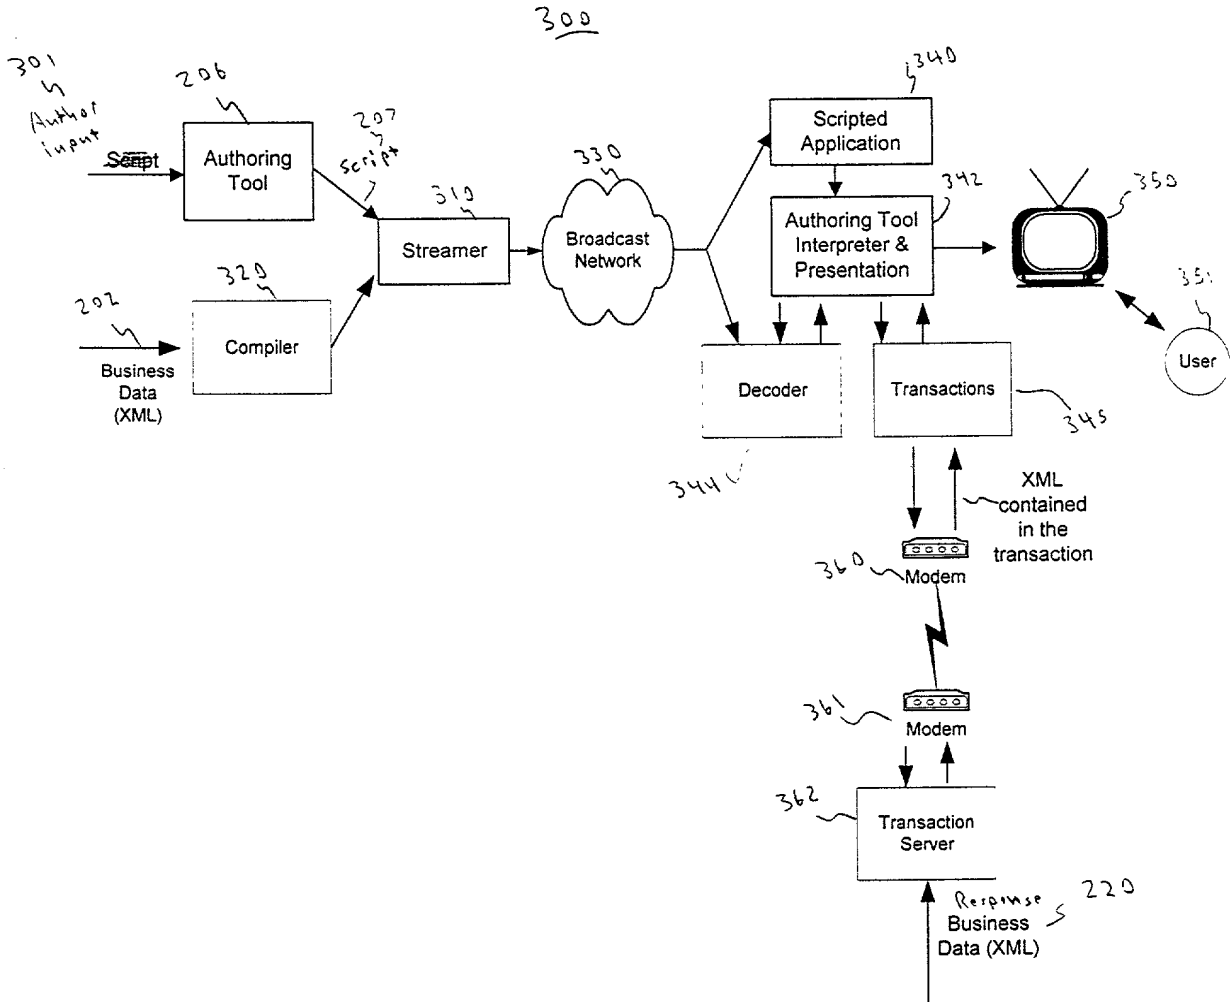 300
301
Author
input
Script
206
Authoring
Tool
207
Script
310
Streamer
330
Broadcast
Network
340
Scripted
Application
342
Authoring Tool
Interpreter &
Presentation
350
351
User
202
Business
Data
(XML)
320
Compiler
Decoder
344
Transactions
345
XML
contained
in the
transaction
360
Modem
361
Modem
362
Transaction
Server
Response
Business
Data (XML)
220